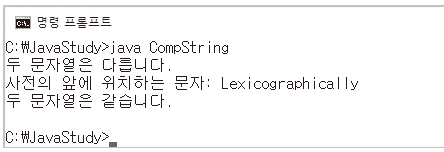 명령 프롬프트
C:₩JavaStudy>java CompString
두 문자열은 다릅니다.
사전의 앞에 위치하는 문자: Lexicographically
두 문자열은 같습니다.
C:₩JavaStudy>